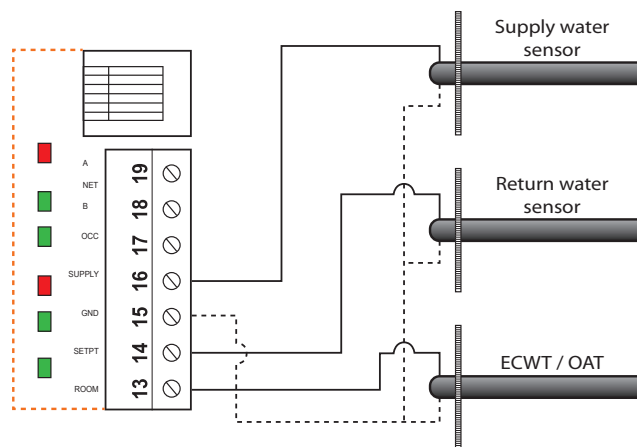 Supply water
sensor
A
NET
B
OCC
SUPPLY
GND
SETPT
ROOM
19
18
17
16
15
14
13
Return water
sensor
ECWT / OAT